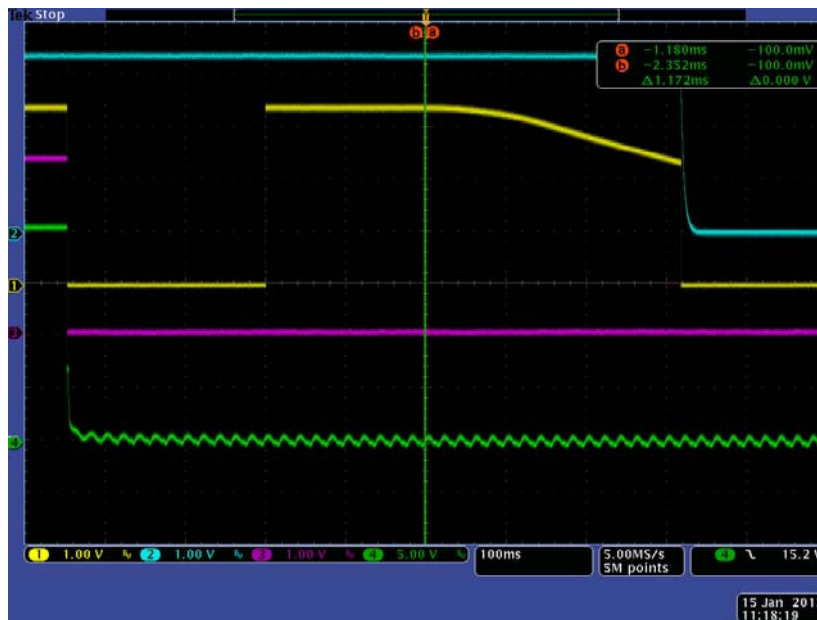 Tek Stop
b a
a −1.180ms −100.0mV
b −2.352ms −100.0mV
Δ1.172ms Δ0.000 V
2
1
3
4
1 1.00 V 2 1.00 V 3 1.00 V 4 5.00 V
100ms
5.00MS/s
5M points
4 15.2 V
15 Jan 201
11:18:19